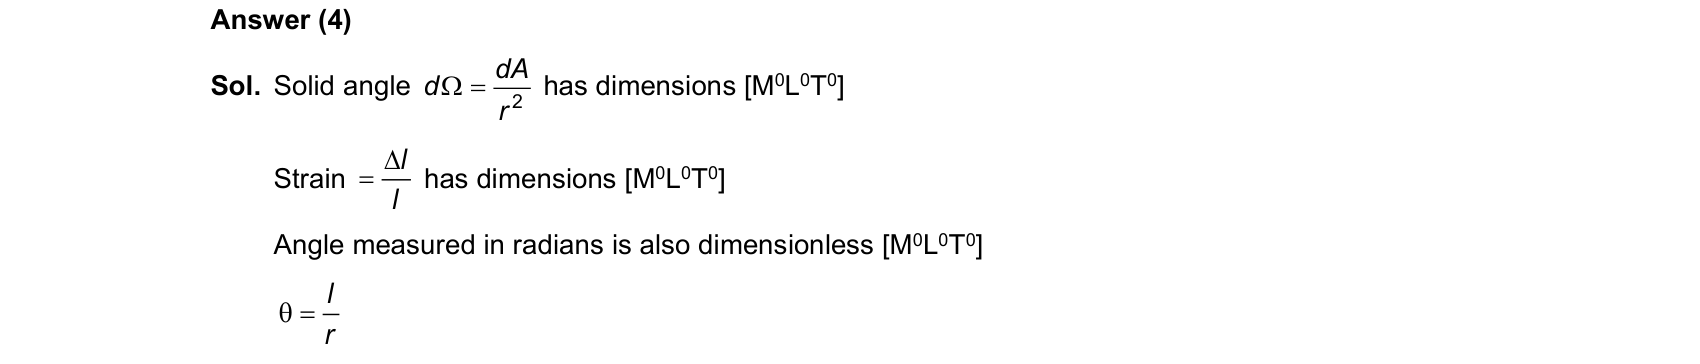 Answer (4)
Sol. Solid angle dΩ = dA/r² has dimensions [M⁰L⁰T⁰]
Strain = Δl/l has dimensions [M⁰L⁰T⁰]
Angle measured in radians is also dimensionless [M⁰L⁰T⁰]
θ = l/r